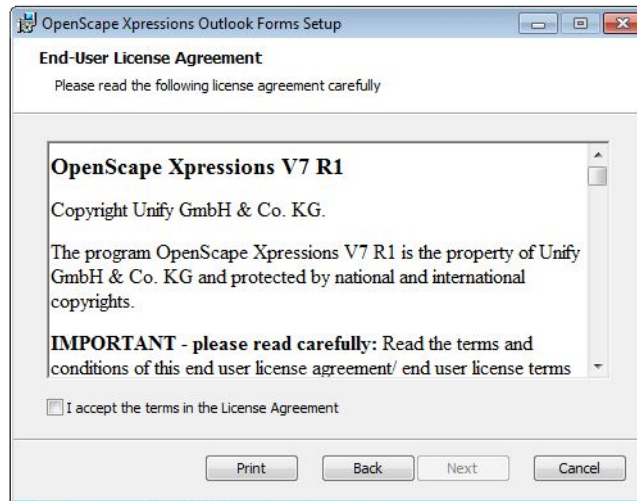 OpenScape Xpressions Outlook Forms Setup
End-User License Agreement
Please read the following license agreement carefully
OpenScape Xpressions V7 R1
Copyright Unify GmbH & Co. KG.
The program OpenScape Xpressions V7 R1 is the property of Unify
GmbH & Co. KG and protected by national and international
copyrights.
IMPORTANT - please read carefully: Read the terms and
conditions of this end user license agreement/ end user license terms
I accept the terms in the License Agreement
Print
Back
Next
Cancel